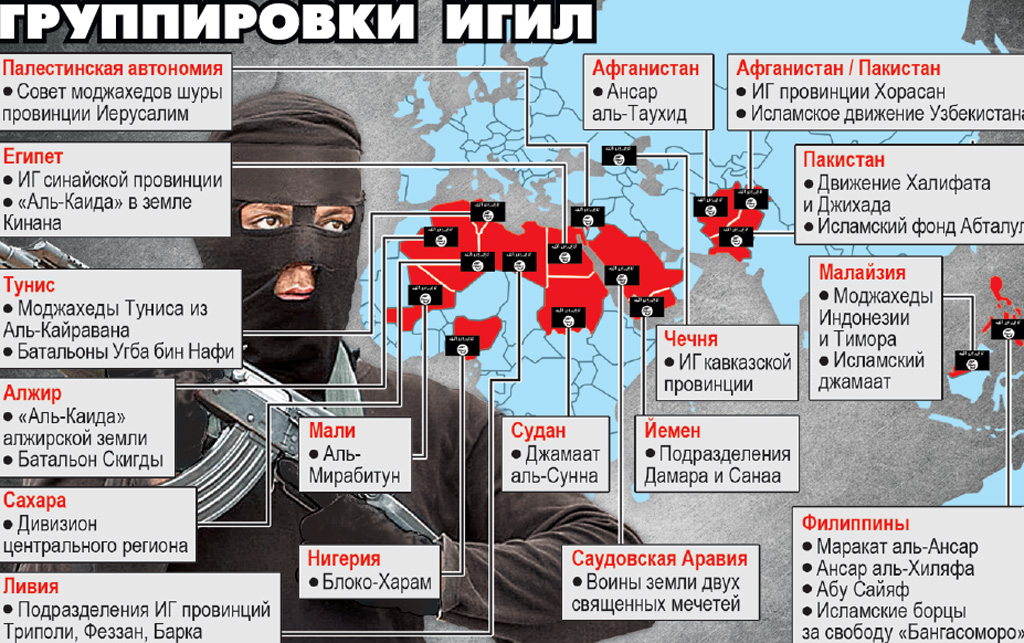 ГРУППИРОВКИ ИГИЛ
Палестинская автономия
● Совет моджахедов шуры
провинции Иерусалим
Египет
● ИГ синайской провинции
● «Аль-Каида» в земле
Кинана
Тунис
● Моджахеды Туниса из
Аль-Кайравана
● Батальоны Угба бин Нафи
Алжир
● «Аль-Каида»
алжирской земли
● Батальон Скигды
Сахара
● Дивизион
центрального региона
Ливия
● Подразделения ИГ провинций
Триполи, Феззан, Барка
Мали
● Аль-
Мирабитун
Нигерия
● Блоко-Харам
Судан
● Джамаат
аль-Сунна
Саудовская Аравия
● Воины земли двух
священных мечетей
Йемен
● Подразделения
Дамара и Санаа
Чечня
● ИГ кавказской
провинции
Афганистан
● Ансар
аль-Таухид
Афганистан / Пакистан
● ИГ провинции Хорасан
● Исламское движение Узбекистана
Пакистан
● Движение Халифата
и Джихада
● Исламский фонд Абталул
Малайзия
● Моджахеды
Индонезии
и Тимора
● Исламский
джамаат
Филиппины
● Маракат аль-Ансар
● Ансар аль-Хиляфа
● Абу Сайяф
● Исламские борцы
за свободу «Бангасоморо»